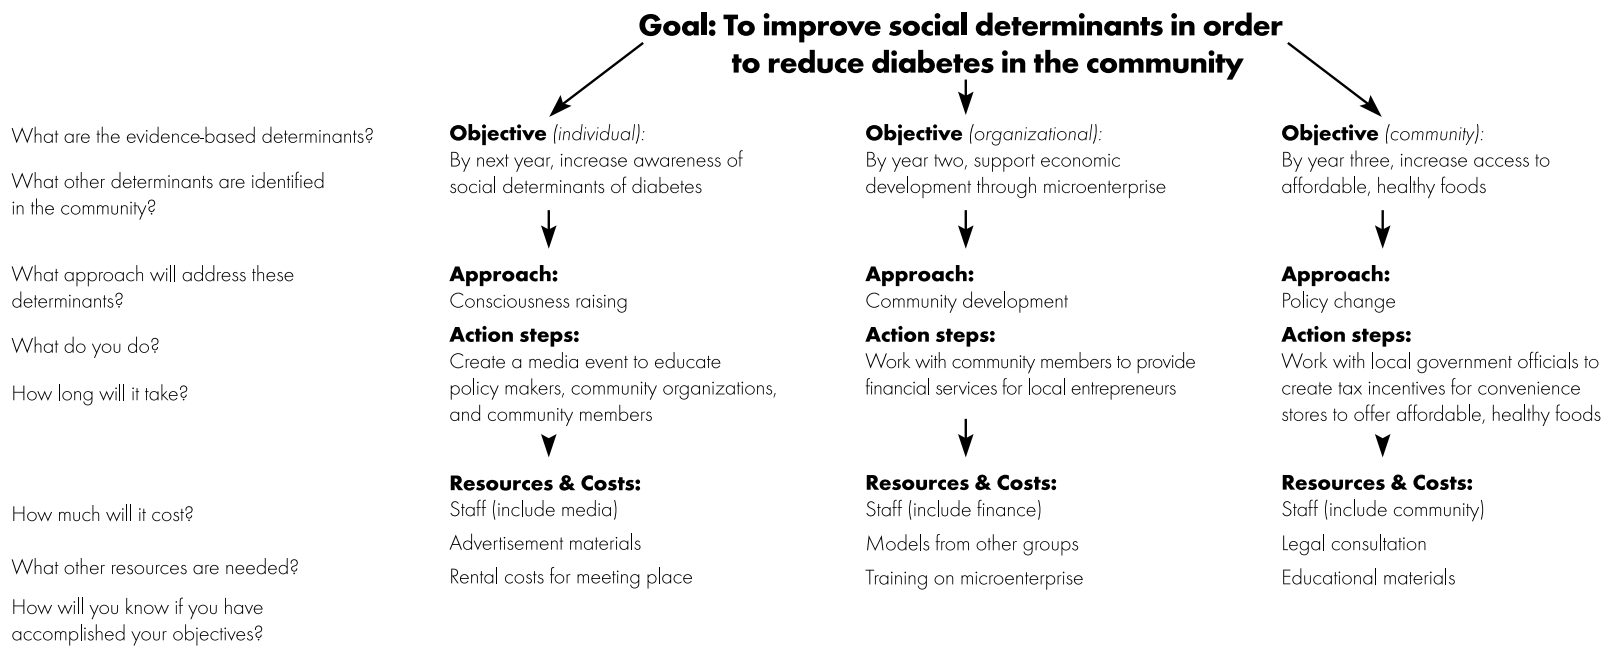 Goal: To improve social determinants in order
to reduce diabetes in the community
What are the evidence-based determinants?
What other determinants are identified
in the community?
What approach will address these
determinants?
What do you do?
How long will it take?
How much will it cost?
What other resources are needed?
How will you know if you have
accomplished your objectives?
Objective (individual):
By next year, increase awareness of
social determinants of diabetes
Approach:
Consciousness raising
Action steps:
Create a media event to educate
policy makers, community organizations,
and community members
Resources & Costs:
Staff (include media)
Advertisement materials
Rental costs for meeting place
Objective (organizational):
By year two, support economic
development through microenterprise
Approach:
Community development
Action steps:
Work with community members to provide
financial services for local entrepreneurs
Resources & Costs:
Staff (include finance)
Models from other groups
Training on microenterprise
Objective (community):
By year three, increase access to
affordable, healthy foods
Approach:
Policy change
Action steps:
Work with local government officials to
create tax incentives for convenience
stores to offer affordable, healthy foods
Resources & Costs:
Staff (include community)
Legal consultation
Educational materials